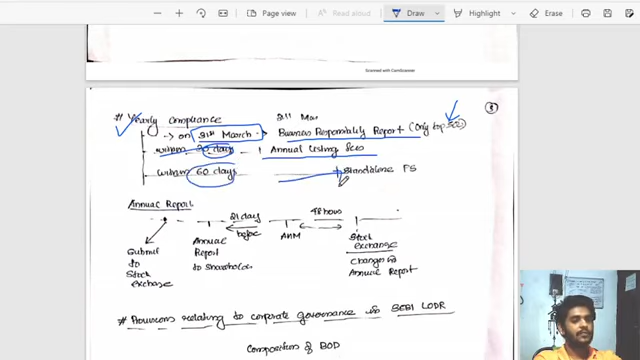 Page view
Read aloud
Draw
Highlight
Erase
Scanned with CamScanner
# Yearly compliance
31st Mar
→ on 31st March → Business Responsibility Report (Only top
within 30 days - Annual Listing fees
within 60 days Standalone FS
Annual Report
21 day before
48 hours
Submit to Stock exchange
Annual Report to Shareholders
AGM
Stock exchange
changes in Annual Report
# Provisions relating to corporate governance in SEBI LODR
Composition of BOD